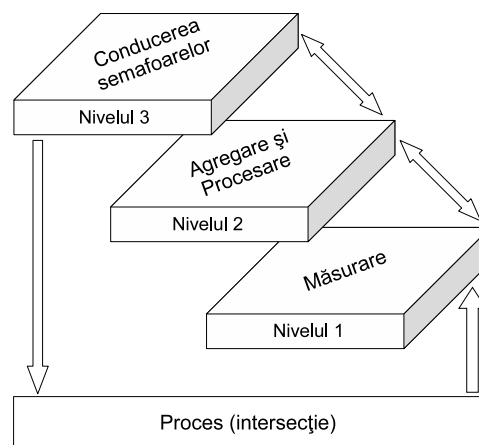 Conducerea
semafoarelor
Nivelul 3
Agregare şi
Procesare
Nivelul 2
Măsurare
Nivelul 1
Proces (intersecţie)